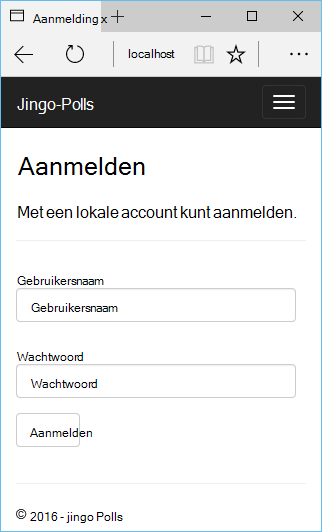 Aanmelding x
localhost
Jingo-Polls
Aanmelden
Met een lokale account kunt aanmelden.
Gebruikersnaam
Gebruikersnaam
Wachtwoord
Wachtwoord
Aanmelden
© 2016 - jingo Polls